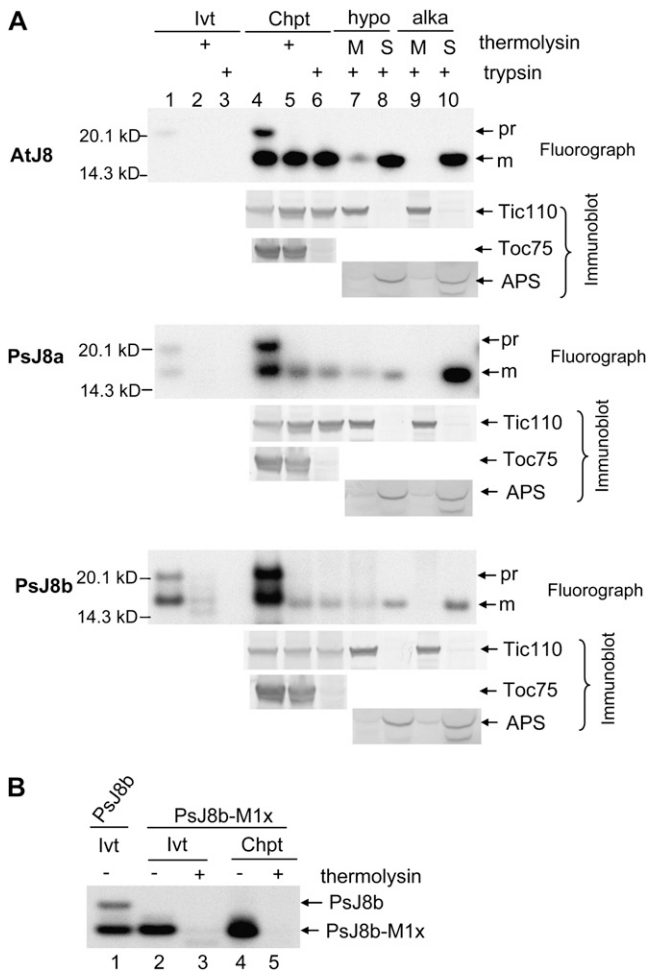 A
Ivt Chpt hypo alka
+ + M S M S thermolysin
+ + + + + + trypsin
1 2 3 4 5 6 7 8 9 10
AtJ8 20.1 kD pr Fluorograph
14.3 kD m
Tic110
Toc75
APS
Immunoblot
PsJ8a 20.1 kD pr Fluorograph
14.3 kD m
Tic110
Toc75
APS
Immunoblot
PsJ8b 20.1 kD pr Fluorograph
14.3 kD m
Tic110
Toc75
APS
Immunoblot
B
PsJ8b PsJ8b-M1x
Ivt Ivt Chpt
- - + - + thermolysin
PsJ8b
PsJ8b-M1x
1 2 3 4 5